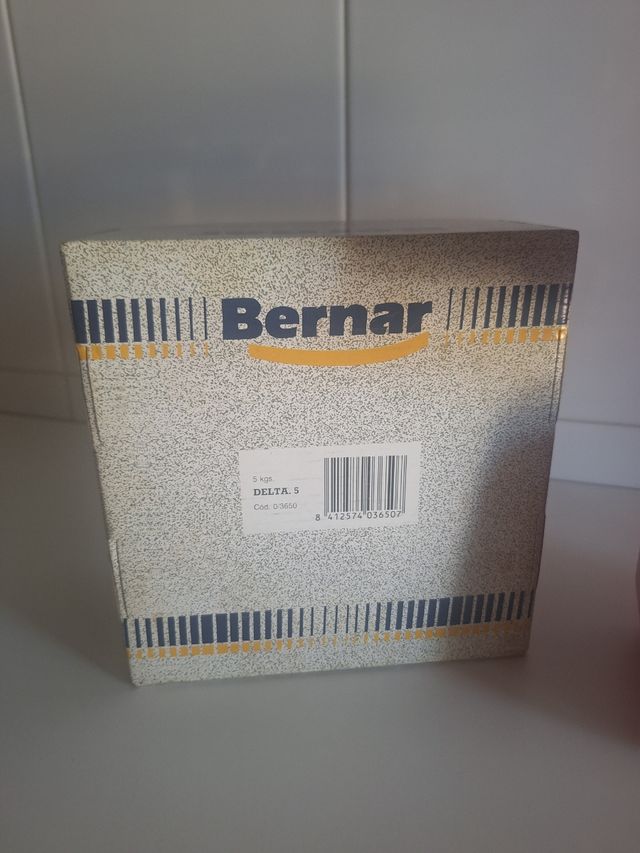 Bernar
5 kgs.
DELTA. 5
Cód. 0/3650
8 412574 036507